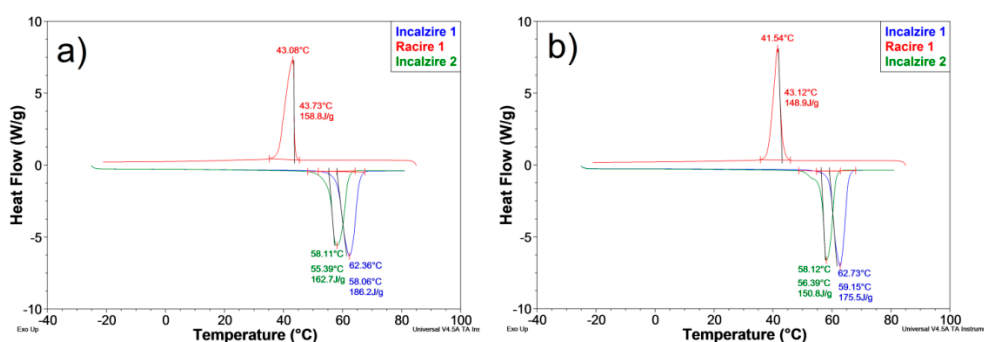 a)
Incalzire 1
Racire 1
Incalzire 2
43.08°C
43.73°C
158.8J/g
58.11°C
55.39°C
162.7J/g
62.36°C
58.06°C
186.2J/g
Heat Flow (W/g)
10
5
0
-5
-10
-40
-20
0
20
40
60
80
100
Exo Up
Temperature (°C)
Universal V4.5A TA Ins
b)
Incalzire 1
Racire 1
Incalzire 2
41.54°C
43.12°C
148.9J/g
58.12°C
56.39°C
150.8J/g
62.73°C
59.15°C
175.5J/g
Heat Flow (W/g)
10
5
0
-5
-10
-40
-20
0
20
40
60
80
100
Exo Up
Temperature (°C)
Universal V4.5A TA Instrume